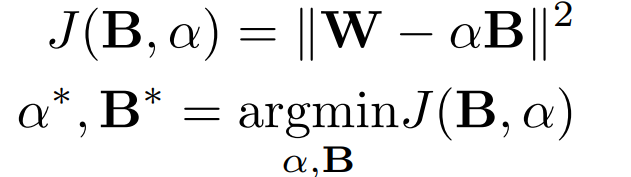 J(𝐁, α) = ‖𝐖 − α𝐁‖²
α*, 𝐁* = argmin J(𝐁, α)
α,𝐁